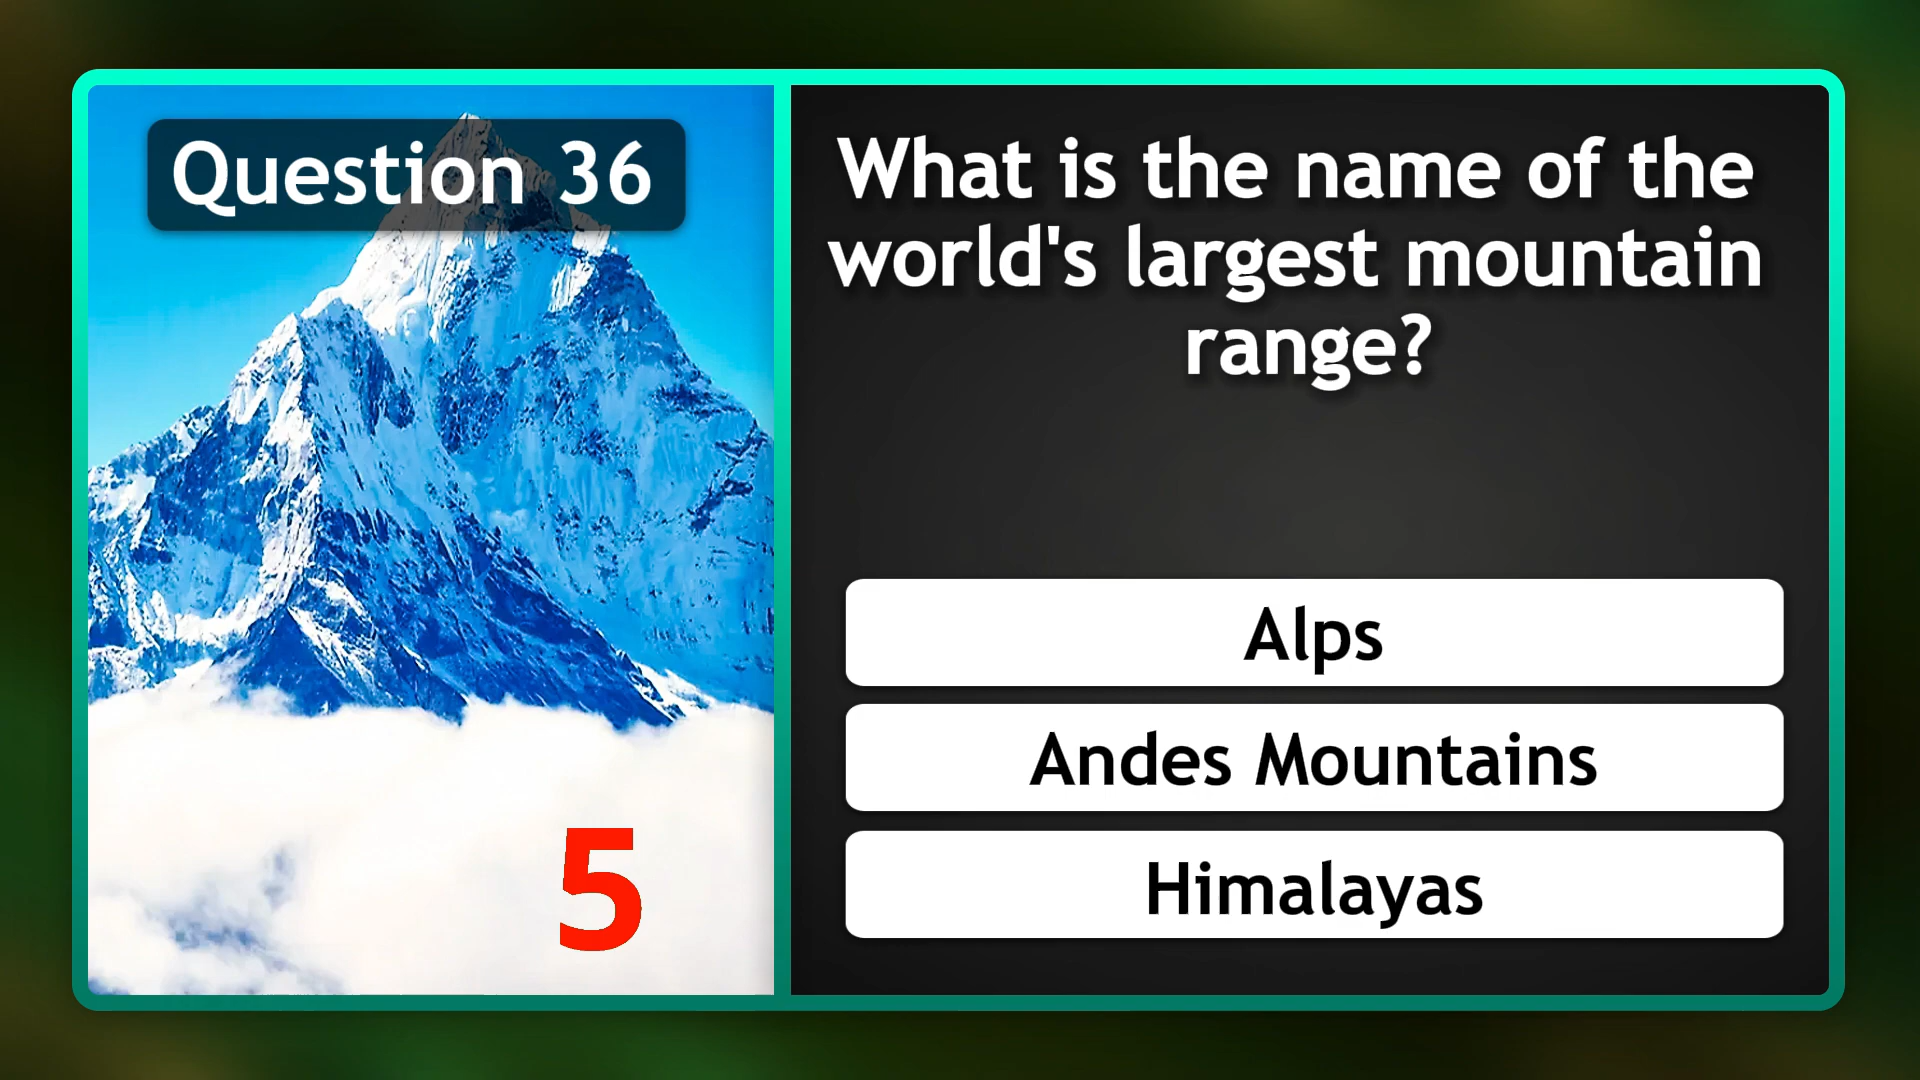 Question 36
What is the name of the
world's largest mountain
range?
Alps
Andes Mountains
Himalayas
5